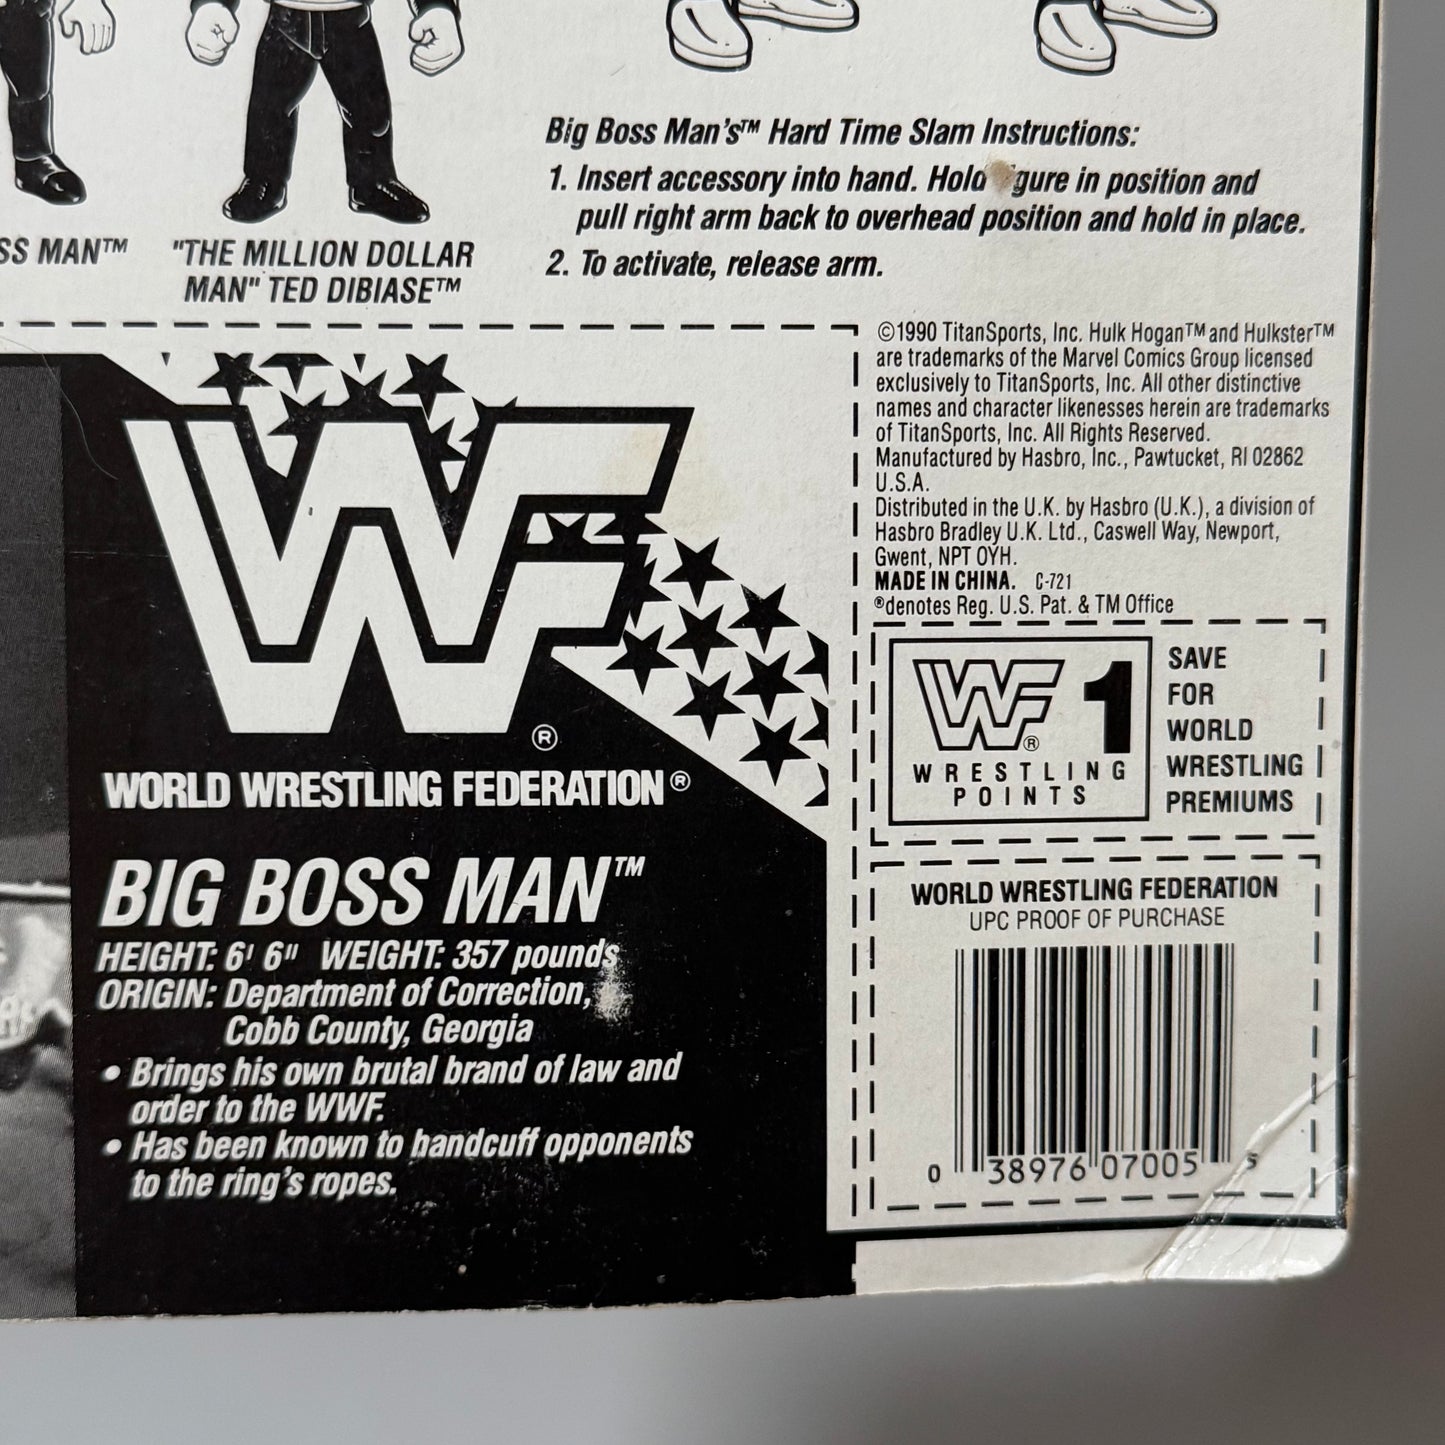 Big Boss Man's™ Hard Time Slam Instructions:
1. Insert accessory into hand. Hold gure in position and
pull right arm back to overhead position and hold in place.
2. To activate, release arm.
SS MAN™
"THE MILLION DOLLAR
MAN" TED DIBIASE™
©1990 TitanSports, Inc. Hulk Hogan™ and Hulkster™
are trademarks of the Marvel Comics Group licensed
exclusively to TitanSports, Inc. All other distinctive
names and character likenesses herein are trademarks
of TitanSports, Inc. All Rights Reserved.
Manufactured by Hasbro, Inc., Pawtucket, RI 02862
U.S.A.
Distributed in the U.K. by Hasbro (U.K.), a division of
Hasbro Bradley U.K. Ltd., Caswell Way, Newport,
Gwent, NPT OYH.
MADE IN CHINA. C-721
®denotes Reg. U.S. Pat. & TM Office
WF®
WORLD WRESTLING FEDERATION®
BIG BOSS MAN™
HEIGHT: 6' 6" WEIGHT: 357 pounds
ORIGIN: Department of Correction,
Cobb County, Georgia
• Brings his own brutal brand of law and
order to the WWF.
• Has been known to handcuff opponents
to the ring's ropes.
WF® 1
WRESTLING
POINTS
SAVE
FOR
WORLD
WRESTLING
PREMIUMS
WORLD WRESTLING FEDERATION
UPC PROOF OF PURCHASE
0 38976 07005 5